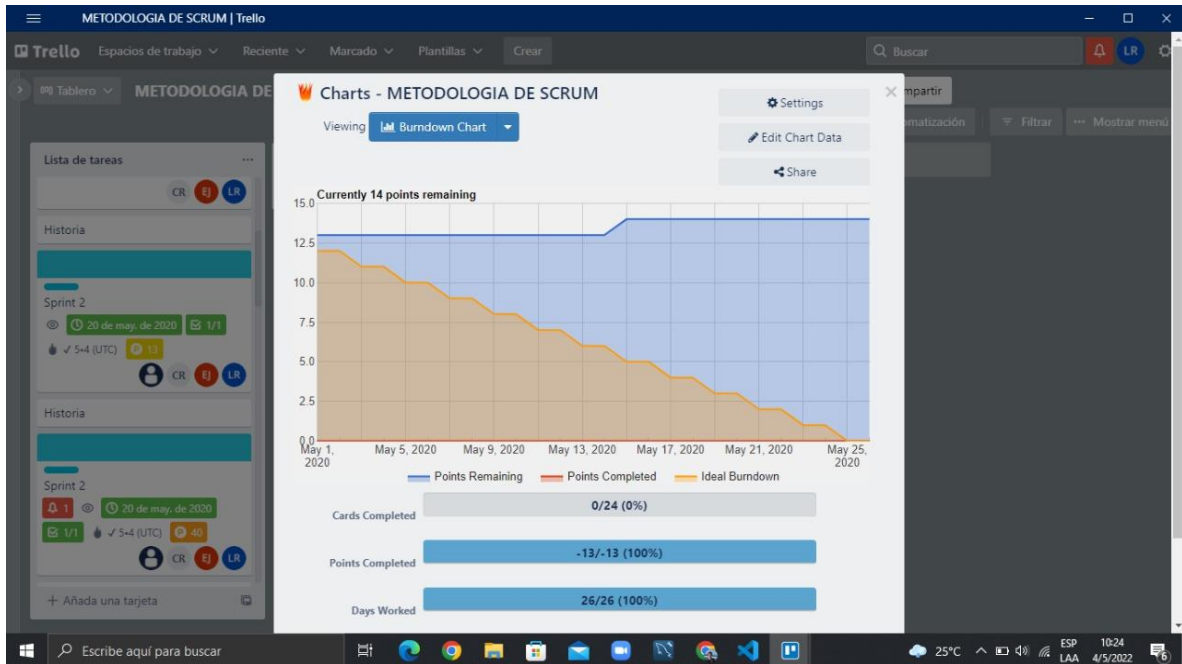 METODOLOGIA DE SCRUM | Trello
Trello Espacios de trabajo Reciente Marcado Plantillas Crear Buscar LR
Tablero METODOLOGIA DE mpartir
omatización Filtrar ··· Mostrar menú
Lista de tareas ···
CR EJ LR
Historia
Sprint 2
20 de may. de 2020 1/1
5+4 (UTC) P 13
CR EJ LR
Historia
Sprint 2
1 20 de may. de 2020
1/1 5+4 (UTC) P 40
CR EJ LR
+ Añada una tarjeta
Charts - METODOLOGIA DE SCRUM
Viewing Burndown Chart
Settings
Edit Chart Data
Share
Currently 14 points remaining
15.0
12.5
10.0
7.5
5.0
2.5
0.0
May 1, 2020 May 5, 2020 May 9, 2020 May 13, 2020 May 17, 2020 May 21, 2020 May 25, 2020
Points Remaining Points Completed Ideal Burndown
Cards Completed 0/24 (0%)
Points Completed -13/-13 (100%)
Days Worked 26/26 (100%)
Escribe aquí para buscar 25°C ESP 10:24
LAA 4/5/2022 6